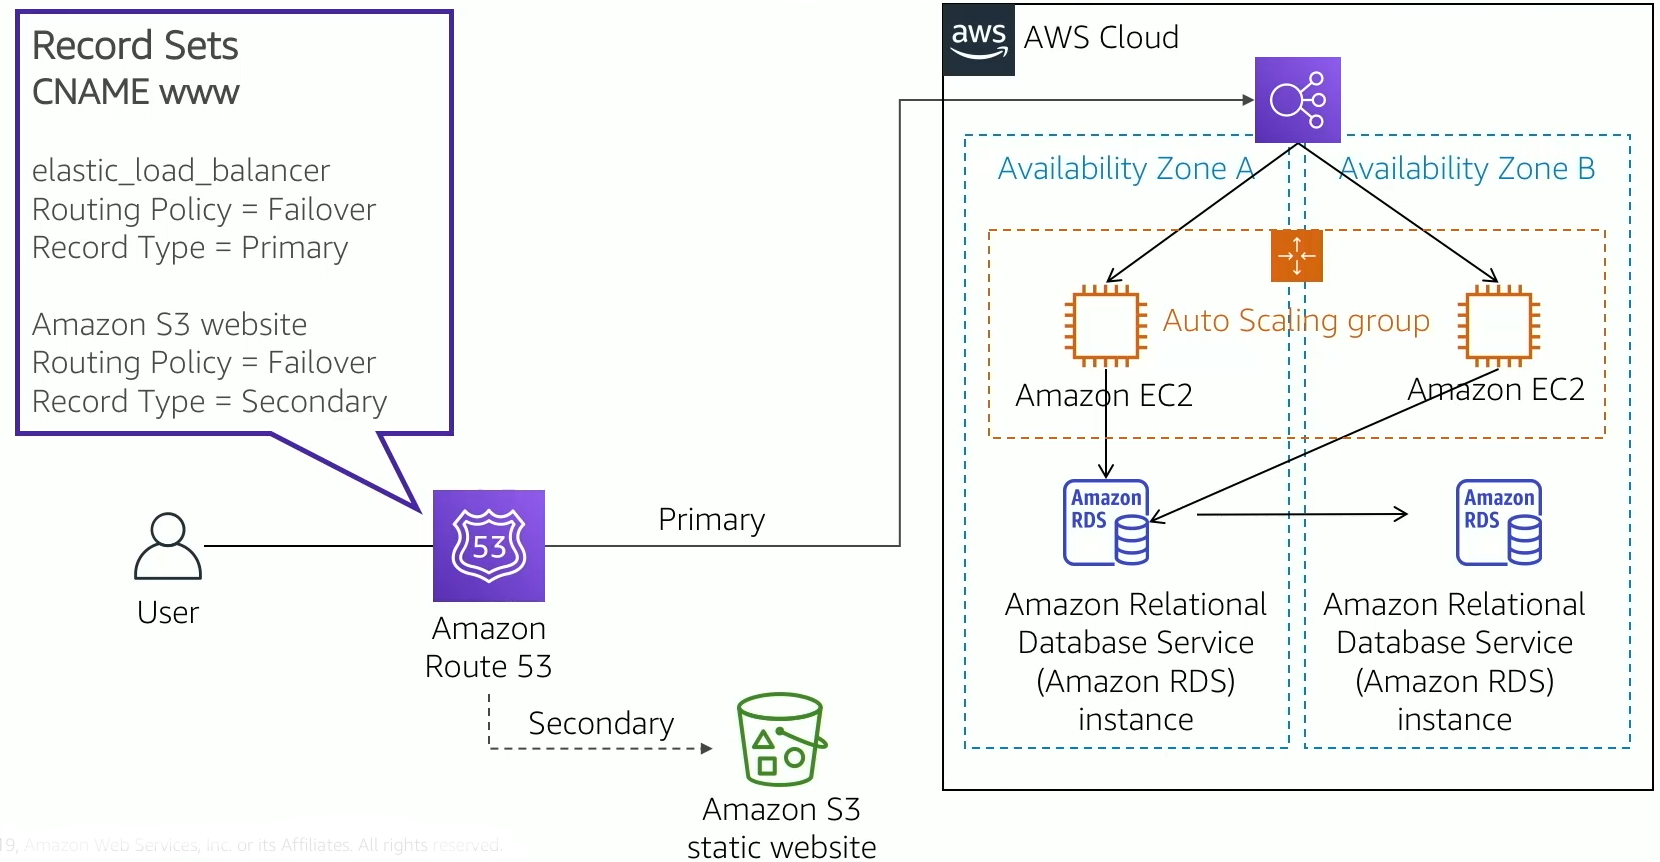 Record Sets
CNAME www
elastic_load_balancer
Routing Policy = Failover
Record Type = Primary
Amazon S3 website
Routing Policy = Failover
Record Type = Secondary
User
53
Amazon
Route 53
Primary
Secondary
Amazon S3
static website
aws
AWS Cloud
Availability Zone A
Availability Zone B
Auto Scaling group
Amazon EC2
Amazon EC2
Amazon
RDS
Amazon
RDS
Amazon Relational
Database Service
(Amazon RDS)
instance
Amazon Relational
Database Service
(Amazon RDS)
instance
19, Amazon Web Services, Inc. or its Affiliates. All rights reserved.